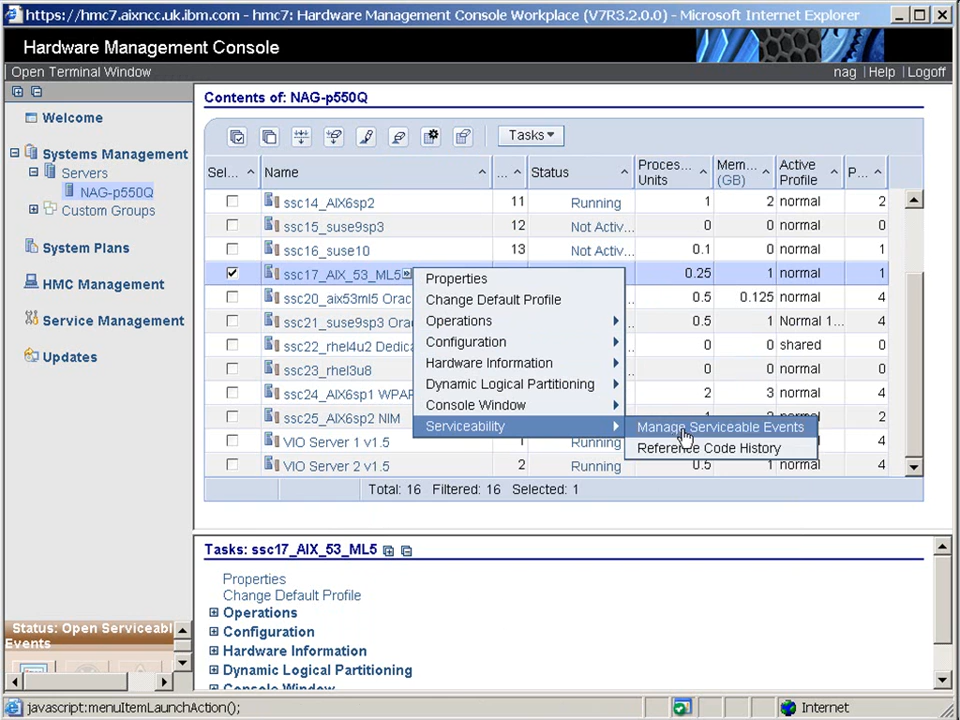 https://hmc7.aixncc.uk.ibm.com - hmc7: Hardware Management Console Workplace (V7R3.2.0.0) - Microsoft Internet Explorer
Hardware Management Console
Open Terminal Window
nag | Help | Logoff
Welcome
Systems Management
Servers
NAG-p550Q
Custom Groups
System Plans
HMC Management
Service Management
Updates
Status: Open Serviceabl
Events
Contents of: NAG-p550Q
Tasks
Sel... Name ... Status Proces... Units Mem... (GB) Active Profile P...
ssc14_AIX6sp2 11 Running 1 2 normal 2
ssc15_suse9sp3 12 Not Activ... 0 0 normal 0
ssc16_suse10 13 Not Activ... 0.1 0 normal 1
ssc17_AIX_53_ML5 0.25 1 normal 1
ssc20_aix53ml5 Orac 0.5 0.125 normal 4
ssc21_suse9sp3 Ora 0.5 1 Normal 1... 4
ssc22_rhel4u2 Dedica 0 0 shared 0
ssc23_rhel3u8 0 0 normal 0
ssc24_AIX6sp1 WPAR 2 3 normal 4
ssc25_AIX6sp2 NIM normal 4
VIO Server 1 v1.5 1 Running 4
VIO Server 2 v1.5 2 Running 0.5 1 normal 4
Total: 16 Filtered: 16 Selected: 1
Properties
Change Default Profile
Operations
Configuration
Hardware Information
Dynamic Logical Partitioning
Console Window
Serviceability
Manage Serviceable Events
Reference Code History
Tasks: ssc17_AIX_53_ML5
Properties
Change Default Profile
Operations
Configuration
Hardware Information
Dynamic Logical Partitioning
Console Window
javascript:menuItemLaunchAction();
Internet